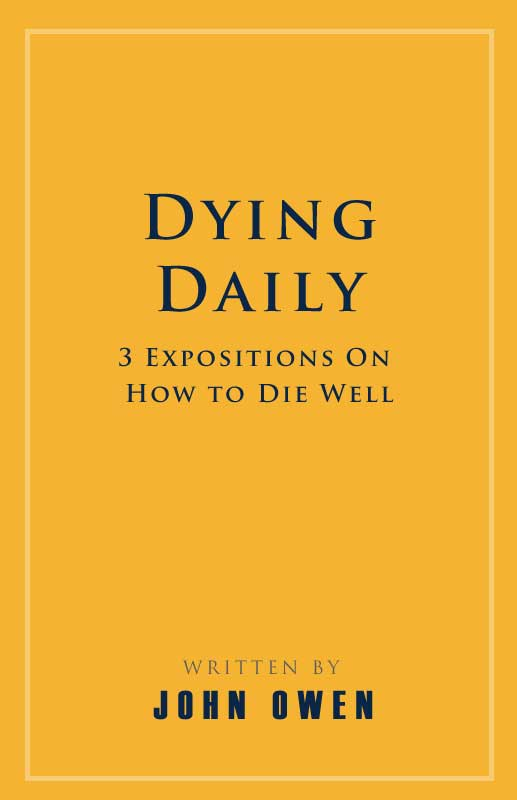 Dying
Daily
3 Expositions On
How to Die Well
WRITTEN BY
JOHN OWEN